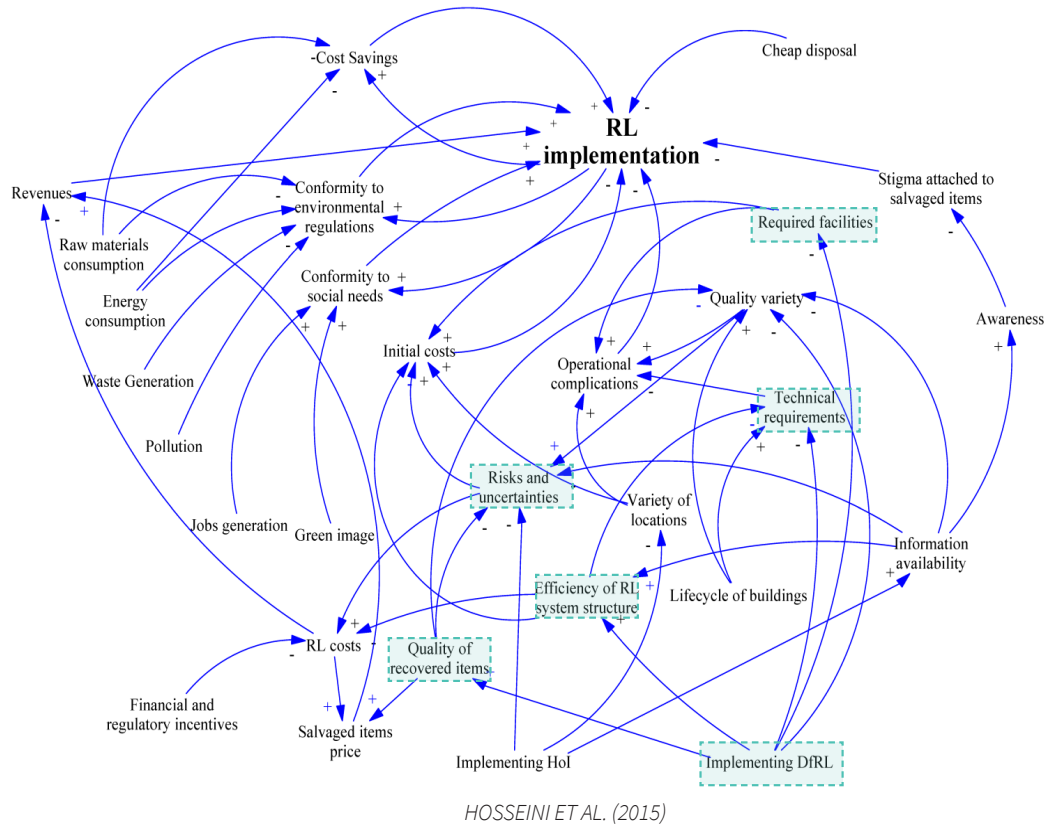 -Cost Savings
Cheap disposal
RL
implementation
Revenues
Conformity to
environmental
regulations
Stigma attached to
salvaged items
Raw materials
consumption
Required facilities
Energy
consumption
Conformity to
social needs
Quality variety
Awareness
Initial costs
Operational
complications
Waste Generation
Technical
requirements
Pollution
Risks and
uncertainties
Variety of
locations
Jobs generation
Green image
Information
availability
Efficiency of RL
system structure
Lifecycle of buildings
RL costs
Quality of
recovered items
Financial and
regulatory incentives
Salvaged items
price
Implementing HoI
Implementing DfRL
HOSSEINI ET AL. (2015)